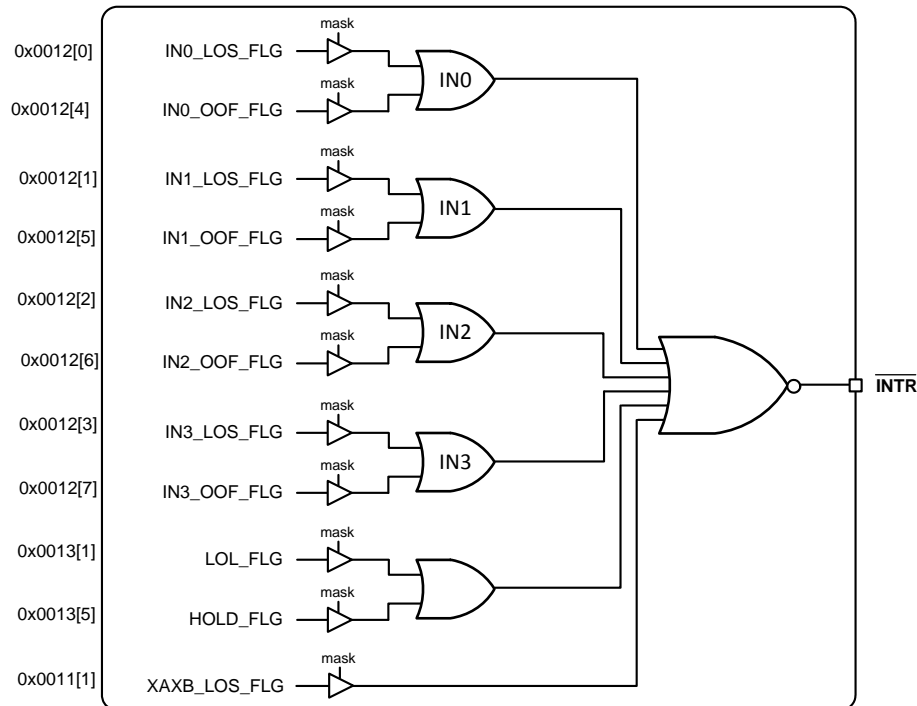 mask
0x0012[0] IN0_LOS_FLG
IN0
mask
0x0012[4] IN0_OOF_FLG
mask
0x0012[1] IN1_LOS_FLG
IN1
mask
0x0012[5] IN1_OOF_FLG
mask
0x0012[2] IN2_LOS_FLG
IN2
mask
0x0012[6] IN2_OOF_FLG
INTR
mask
0x0012[3] IN3_LOS_FLG
IN3
mask
0x0012[7] IN3_OOF_FLG
mask
0x0013[1] LOL_FLG
mask
0x0013[5] HOLD_FLG
mask
0x0011[1] XAXB_LOS_FLG